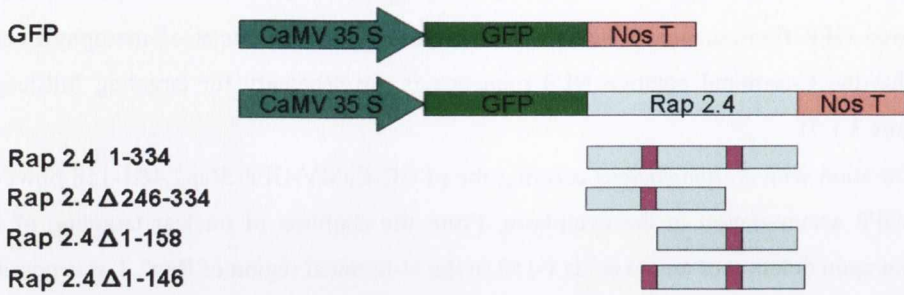 GFP CaMV 35 S GFP Nos T
CaMV 35 S GFP Rap 2.4 Nos T
Rap 2.4 1-334
Rap 2.4 Δ246-334
Rap 2.4 Δ1-158
Rap 2.4 Δ1-146